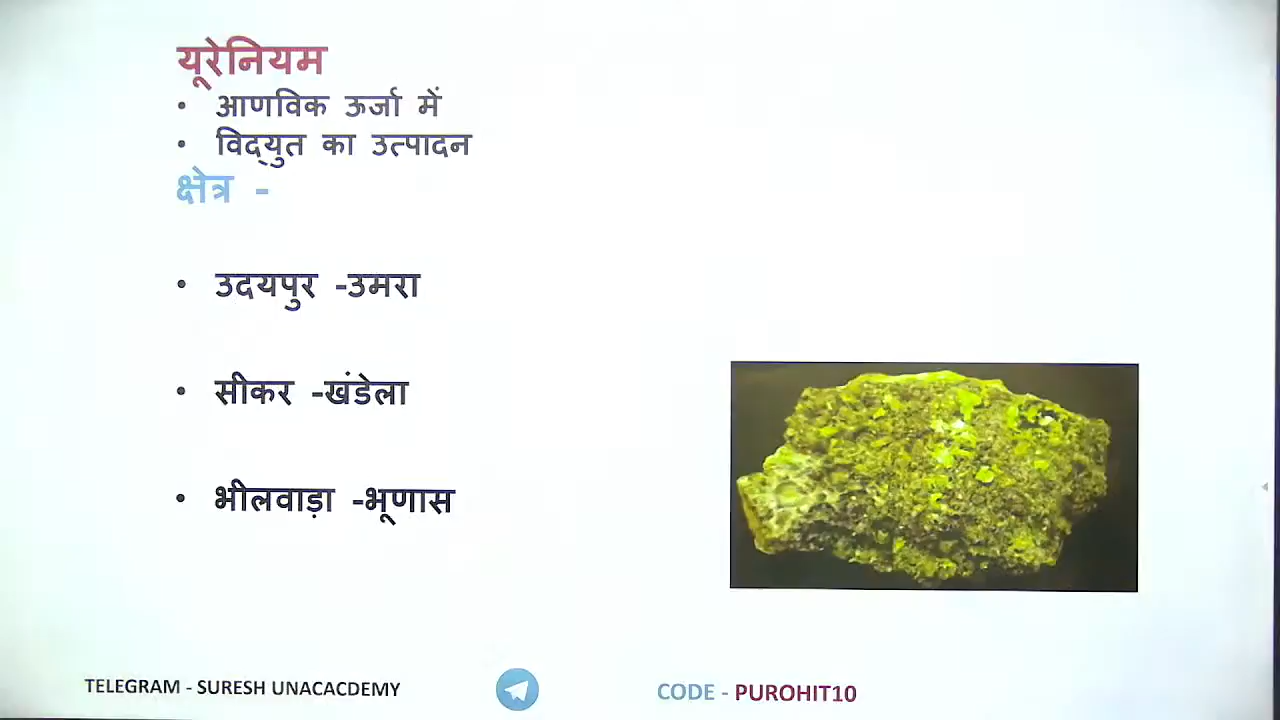 यूरेनियम
• आणविक ऊर्जा में
• विद्युत का उत्पादन
क्षेत्र -
• उदयपुर -उमरा
• सीकर -खंडेला
• भीलवाड़ा -भूणास
TELEGRAM - SURESH UNACACDEMY
CODE - PUROHIT10